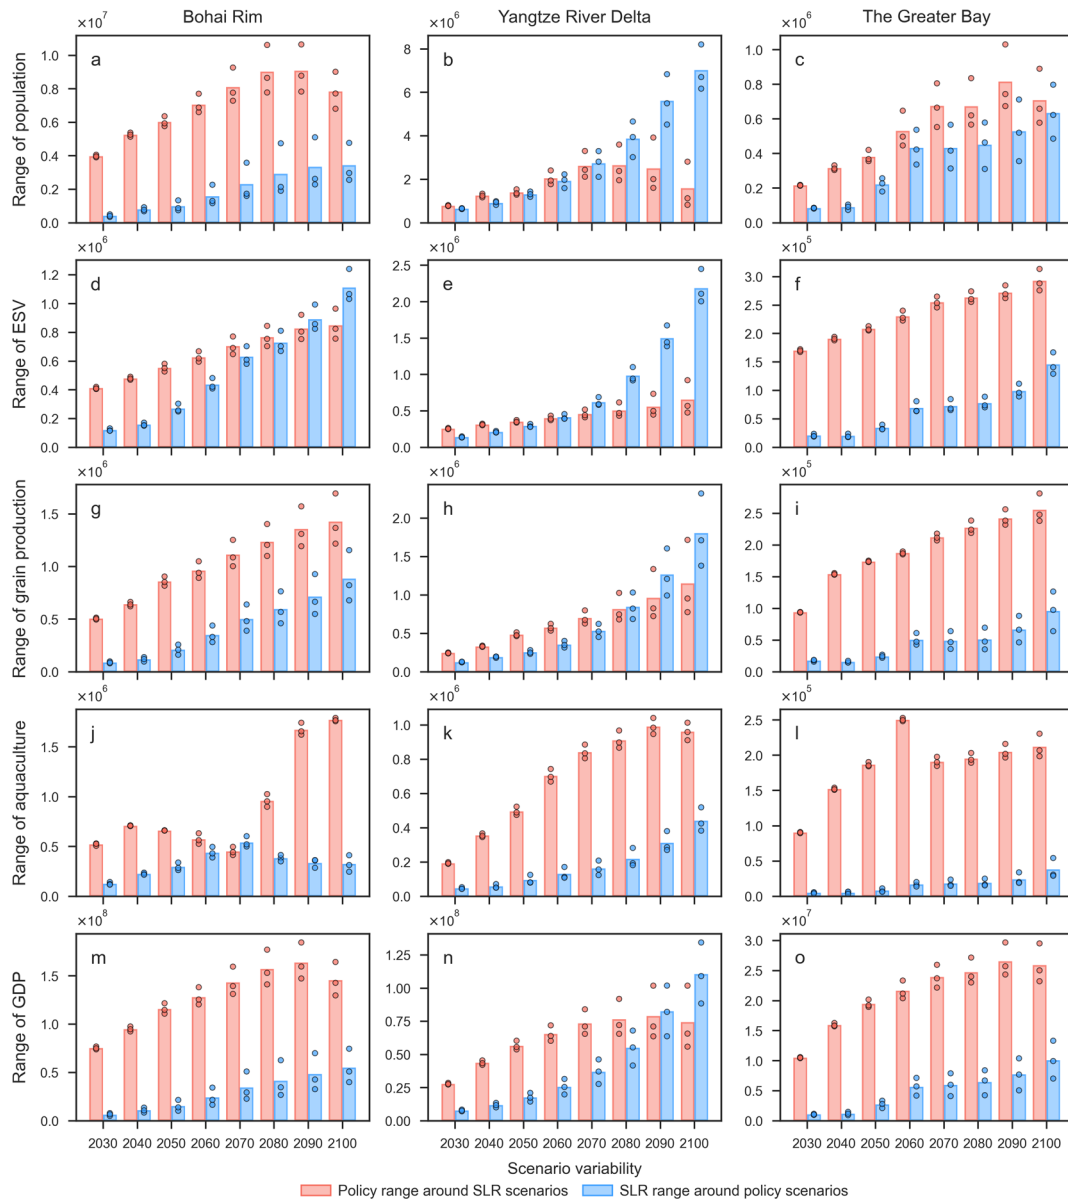 Bohai Rim Yangtze River Delta The Greater Bay
×10⁷ ×10⁶ ×10⁶
a b c
Range of population
1.0 0.8 0.6 0.4 0.2 0.0
8 6 4 2 0
1.0 0.8 0.6 0.4 0.2 0.0
×10⁶ ×10⁶ ×10⁵
d e f
Range of ESV
1.2 1.0 0.8 0.6 0.4 0.2 0.0
2.5 2.0 1.5 1.0 0.5 0.0
3.0 2.5 2.0 1.5 1.0 0.5 0.0
×10⁶ ×10⁶ ×10⁵
g h i
Range of grain production
1.5 1.0 0.5 0.0
2.0 1.5 1.0 0.5 0.0
2.5 2.0 1.5 1.0 0.5 0.0
×10⁶ ×10⁶ ×10⁵
j k l
Range of aquaculture
1.5 1.0 0.5 0.0
1.0 0.8 0.6 0.4 0.2 0.0
2.5 2.0 1.5 1.0 0.5 0.0
×10⁸ ×10⁸ ×10⁷
m n o
Range of GDP
1.5 1.0 0.5 0.0
1.25 1.00 0.75 0.50 0.25 0.00
3.0 2.5 2.0 1.5 1.0 0.5 0.0
2030 2040 2050 2060 2070 2080 2090 2100
2030 2040 2050 2060 2070 2080 2090 2100
2030 2040 2050 2060 2070 2080 2090 2100
Scenario variability
Policy range around SLR scenarios SLR range around policy scenarios